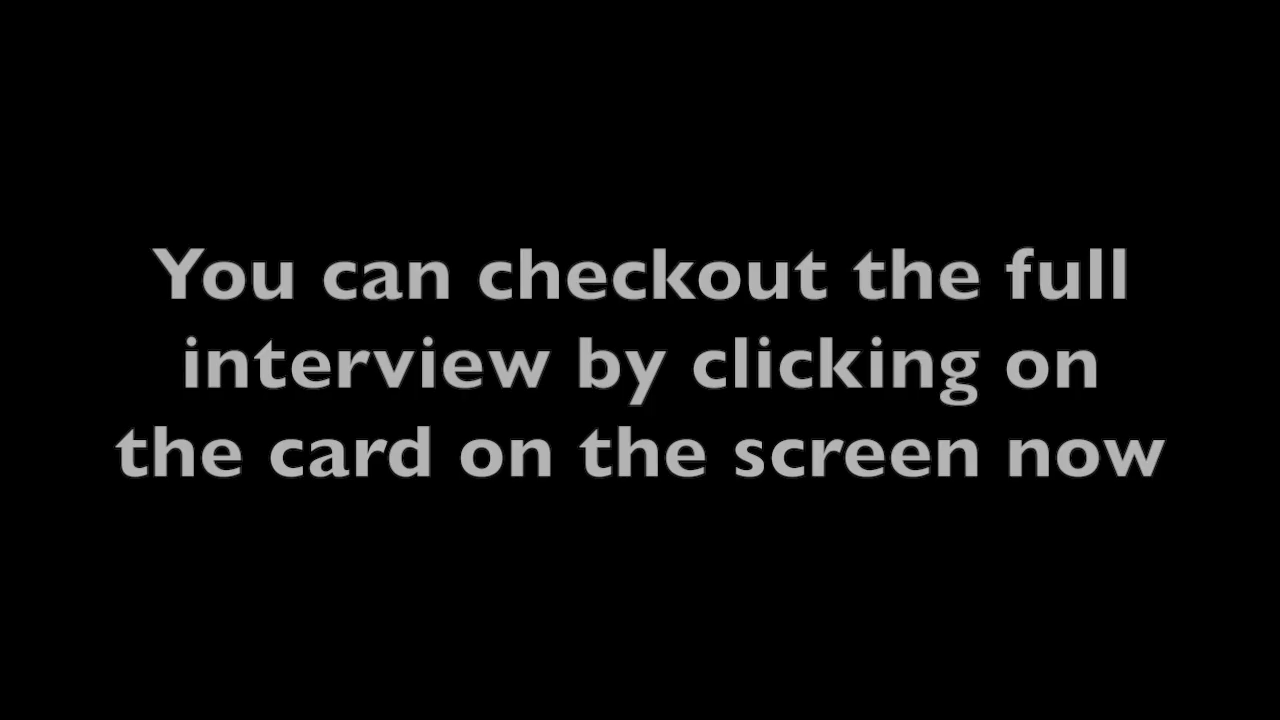 You can checkout the full
interview by clicking on
the card on the screen now